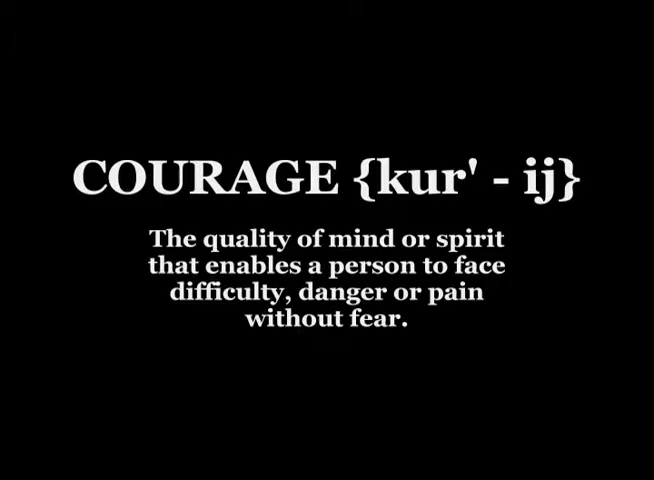 COURAGE {kur' - ij}
The quality of mind or spirit
that enables a person to face
difficulty, danger or pain
without fear.